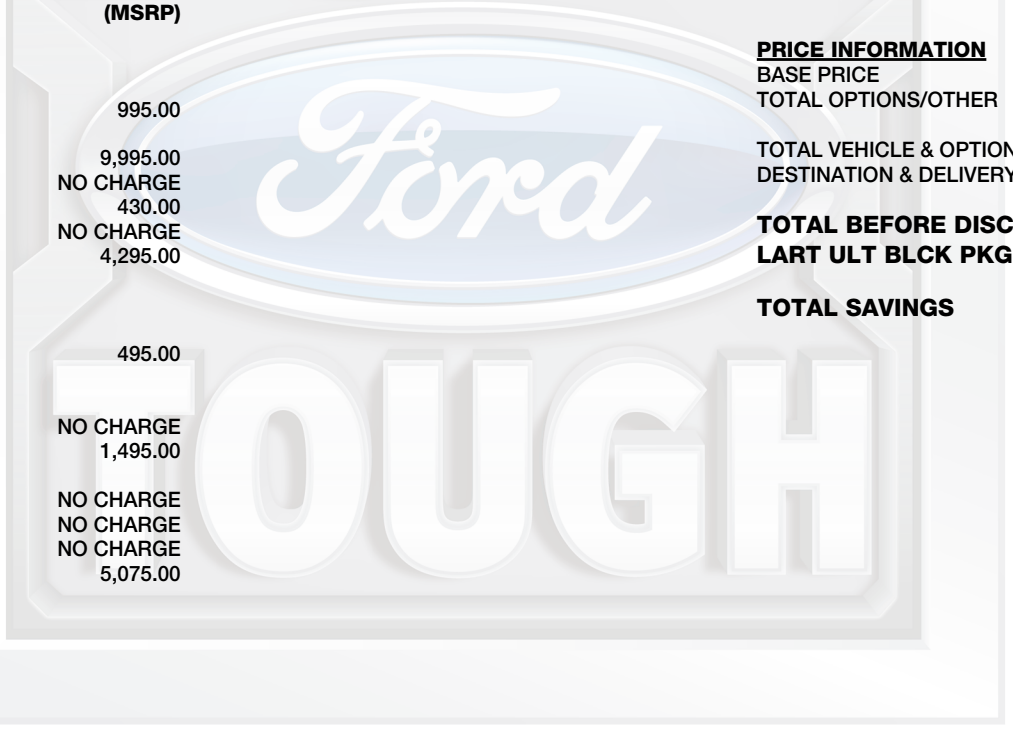 (MSRP)
995.00
9,995.00
NO CHARGE
430.00
NO CHARGE
4,295.00
495.00
NO CHARGE
1,495.00
NO CHARGE
NO CHARGE
NO CHARGE
5,075.00
PRICE INFORMATION
BASE PRICE
TOTAL OPTIONS/OTHER
TOTAL VEHICLE & OPTION
DESTINATION & DELIVERY
TOTAL BEFORE DISC
LART ULT BLCK PKG
TOTAL SAVINGS
Ford
TOUGH